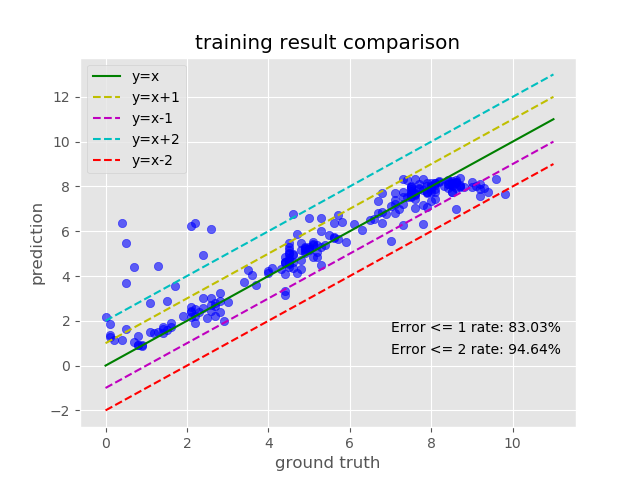 training result comparison
y=x
y=x+1
y=x-1
y=x+2
y=x-2
12
10
8
6
4
2
0
−2
prediction
Error <= 1 rate: 83.03%
Error <= 2 rate: 94.64%
0 2 4 6 8 10
ground truth